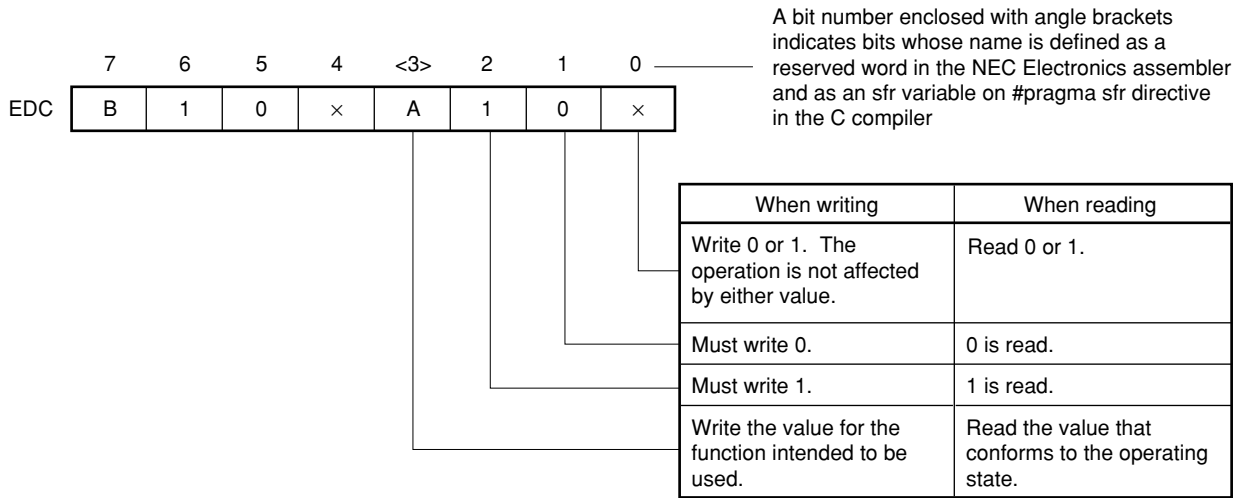 A bit number enclosed with angle brackets
indicates bits whose name is defined as a
reserved word in the NEC Electronics assembler
and as an sfr variable on #pragma sfr directive
in the C compiler
7 6 5 4 <3> 2 1 0
EDC B 1 0 × A 1 0 ×
When writing When reading
Write 0 or 1. The
operation is not affected
by either value.
Read 0 or 1.
Must write 0. 0 is read.
Must write 1. 1 is read.
Write the value for the
function intended to be
used.
Read the value that
conforms to the operating
state.